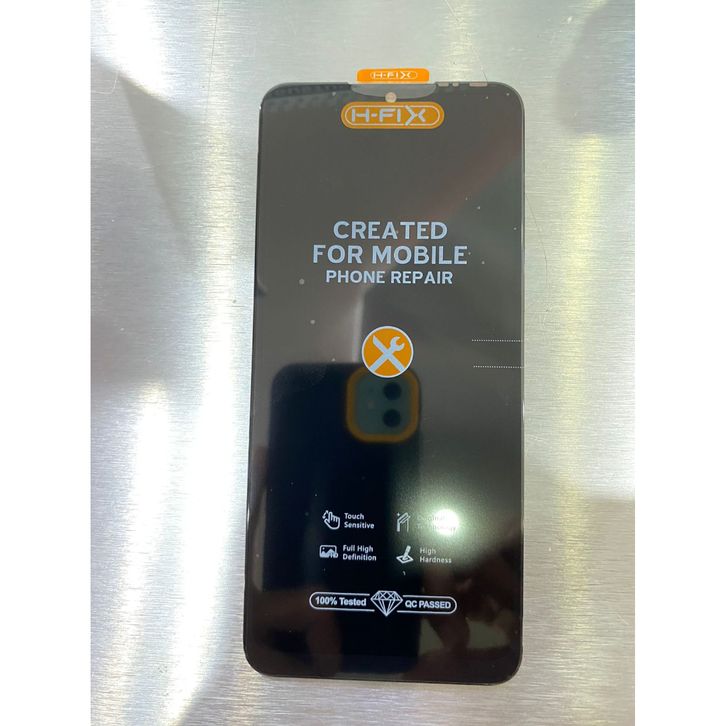 H-FIX
H-FIX
CREATED
FOR MOBILE
PHONE REPAIR
Touch
Sensitive
Full High
Definition
High
Hardness
100% Tested
QC PASSED